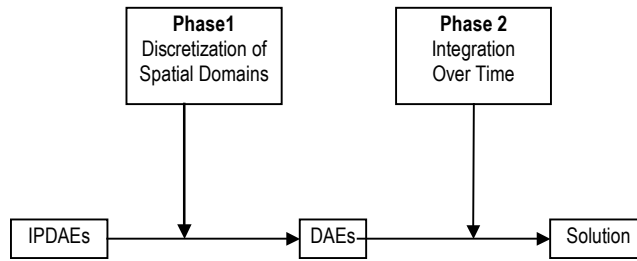 Phase1
Discretization of
Spatial Domains
Phase 2
Integration
Over Time
IPDAEs
DAEs
Solution